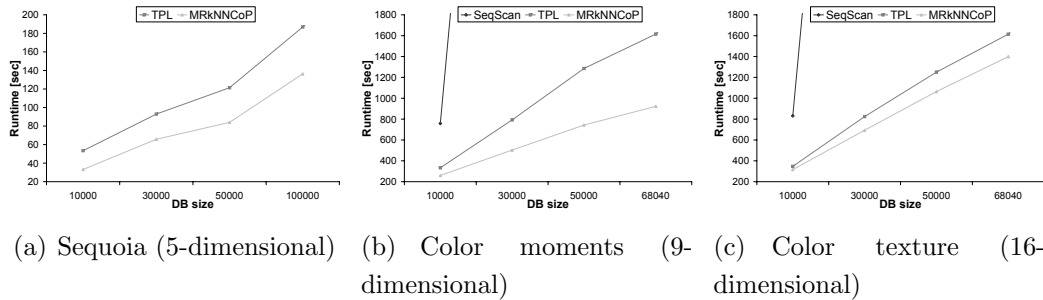 TPL MRkNNCoP
200
180
160
140
120
100
80
60
40
20
Runtime [sec]
10000 30000 50000 100000
DB size
(a) Sequoia (5-dimensional)
SeqScan TPL MRkNNCoP
1800
1600
1400
1200
1000
800
600
400
200
Runtime [sec]
10000 30000 50000 68040
DB size
(b) Color moments (9-
dimensional)
SeqScan TPL MRkNNCoP
1800
1600
1400
1200
1000
800
600
400
200
Runtime [sec]
10000 30000 50000 68040
DB size
(c) Color texture (16-
dimensional)